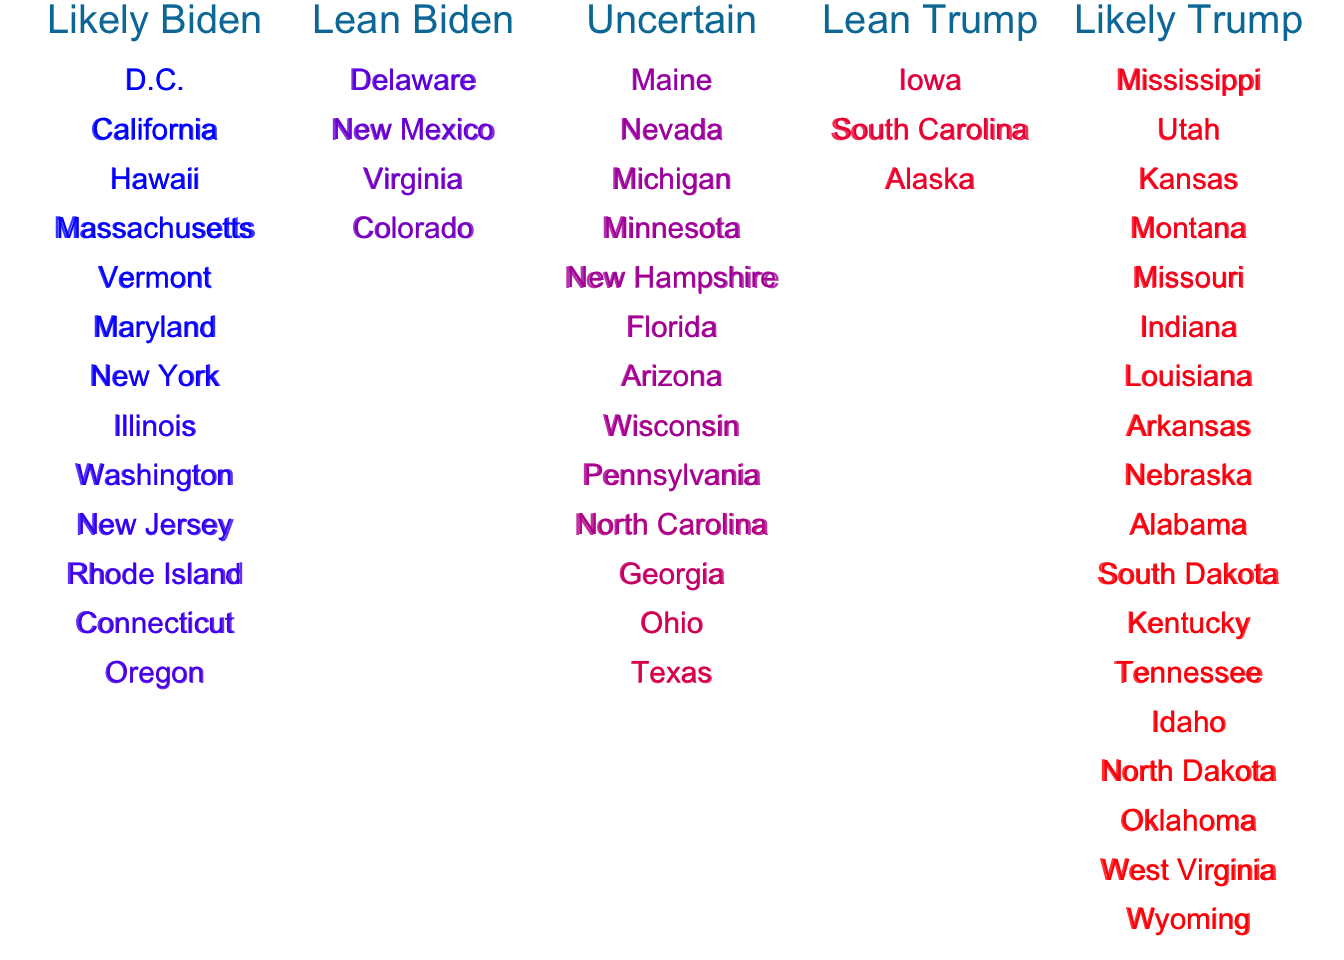 Likely Biden Lean Biden Uncertain Lean Trump Likely Trump
D.C. Delaware Maine Iowa Mississippi
California New Mexico Nevada South Carolina Utah
Hawaii Virginia Michigan Alaska Kansas
Massachusetts Colorado Minnesota Montana
Vermont New Hampshire Missouri
Maryland Florida Indiana
New York Arizona Louisiana
Illinois Wisconsin Arkansas
Washington Pennsylvania Nebraska
New Jersey North Carolina Alabama
Rhode Island Georgia South Dakota
Connecticut Ohio Kentucky
Oregon Texas Tennessee
Idaho
North Dakota
Oklahoma
West Virginia
Wyoming